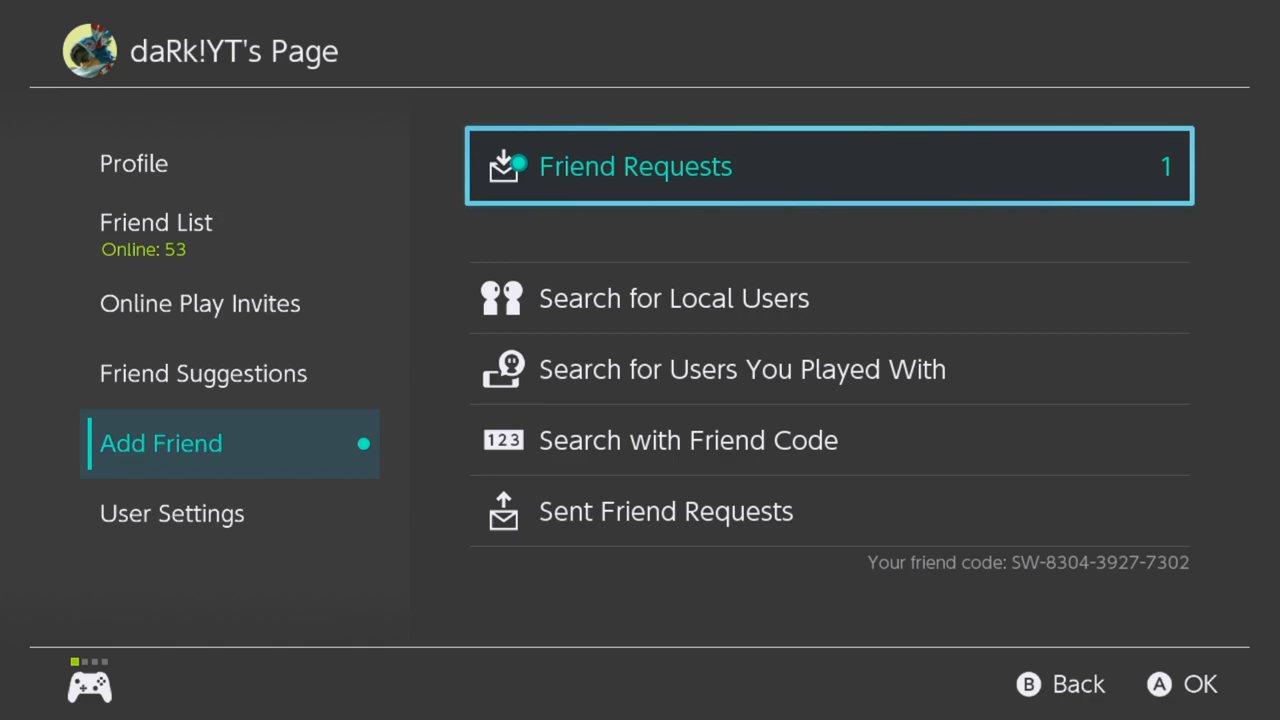 daRk!YT's Page
Profile
Friend List
Online: 53
Online Play Invites
Friend Suggestions
Add Friend
User Settings
Friend Requests 1
Search for Local Users
Search for Users You Played With
123 Search with Friend Code
Sent Friend Requests
Your friend code: SW-8304-3927-7302
B Back A OK